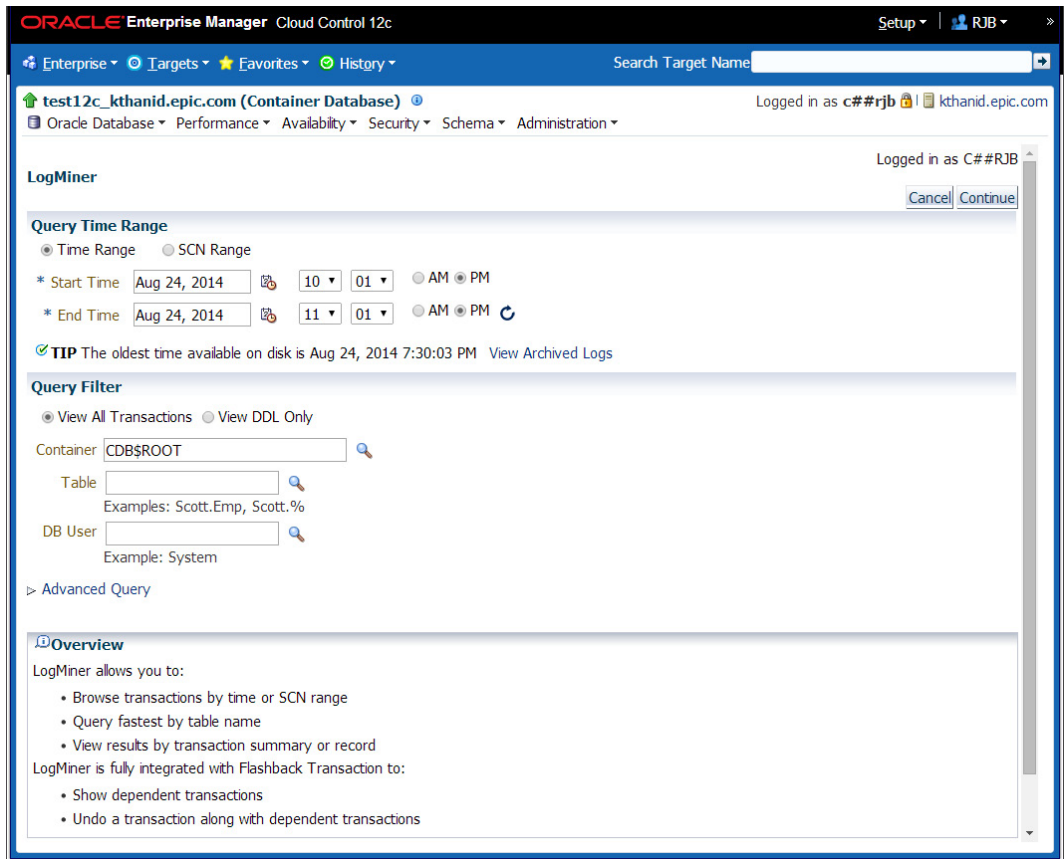 ORACLE Enterprise Manager Cloud Control 12c Setup RJB »
Enterprise Targets Favorites History Search Target Name
test12c_kthanid.epic.com (Container Database) Logged in as c##rjb kthanid.epic.com
Oracle Database Performance Availability Security Schema Administration
Logged in as C##RJB
LogMiner
Cancel Continue
Query Time Range
Time Range SCN Range
* Start Time Aug 24, 2014 10 01 AM PM
* End Time Aug 24, 2014 11 01 AM PM
TIP The oldest time available on disk is Aug 24, 2014 7:30:03 PM View Archived Logs
Query Filter
View All Transactions View DDL Only
Container CDB$ROOT
Table
Examples: Scott.Emp, Scott.%
DB User
Example: System
Advanced Query
Overview
LogMiner allows you to:
• Browse transactions by time or SCN range
• Query fastest by table name
• View results by transaction summary or record
LogMiner is fully integrated with Flashback Transaction to:
• Show dependent transactions
• Undo a transaction along with dependent transactions